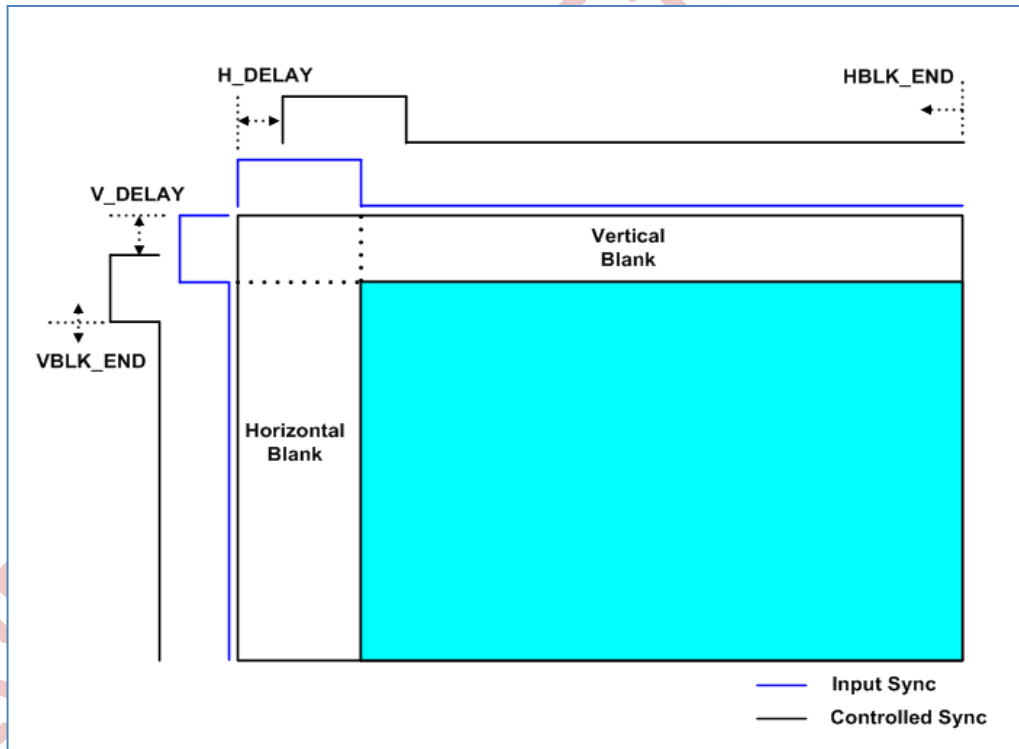 H_DELAY
HBLK_END
V_DELAY
Vertical
Blank
VBLK_END
Horizontal
Blank
Input Sync
Controlled Sync